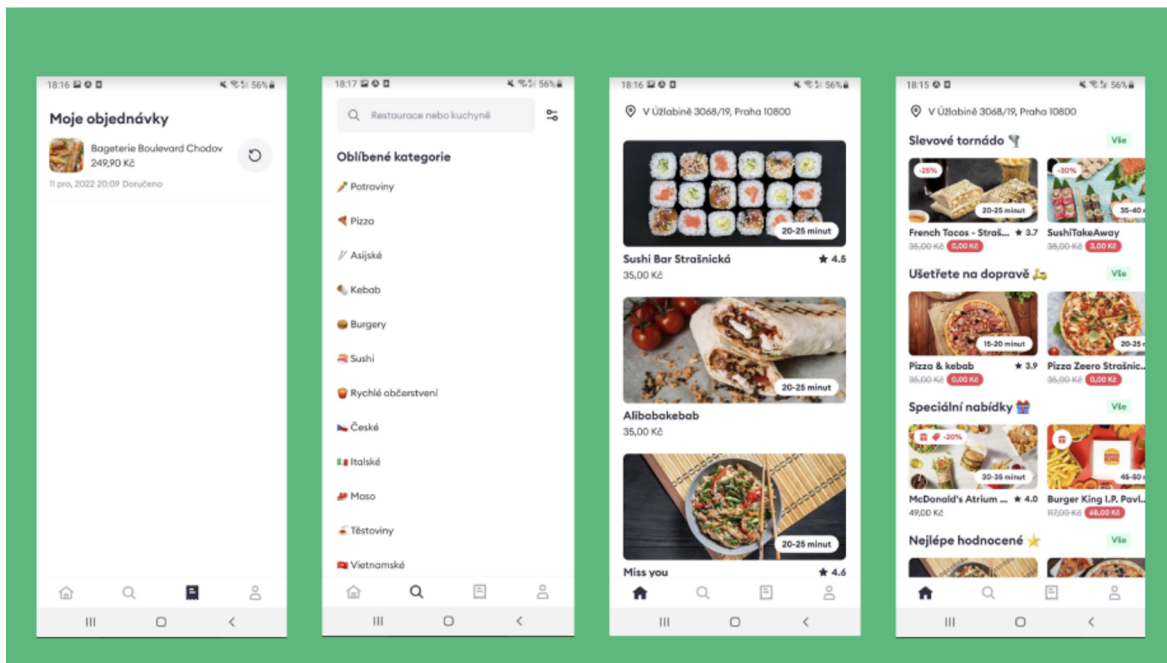 18:16
56%
Moje objednávky
Bageterie Boulevard Chodov
249,90 Kč
11 pro, 2022 20:09 Doručeno
18:17
56%
Restaurace nebo kuchyně
Oblíbené kategorie
Potraviny
Pizza
Asijské
Kebab
Burgery
Sushi
Rychlé občerstvení
České
Italské
Maso
Těstoviny
Vietnamské
18:16
56%
V Úžlabině 3068/19, Praha 10800
20-25 minut
Sushi Bar Strašnická ★ 4.5
35,00 Kč
20-25 minut
Alibabakebab
35,00 Kč
20-25 minut
Miss you ★ 4.6
18:15
56%
V Úžlabině 3068/19, Praha 10800
Slevové tornádo Vše
-25% -30%
20-25 minut 35-40
French Tacos - Straš... ★ 3.7 SushiTakeAway
35,00 Kč 0,00 Kč 38,00 Kč 3,00 Kč
Ušetřete na dopravě Vše
15-20 minut 20-25
Pizza & kebab ★ 3.9 Pizza Zeero Strašnic..
35,00 Kč 0,00 Kč 35,00 Kč 0,00 Kč
Speciální nabídky Vše
-20%
30-35 minut 45-50
McDonald's Atrium ... ★ 4.0 Burger King I.P. Pavl..
49,00 Kč 117,00 Kč 68,00 Kč
Nejlépe hodnocené Vše